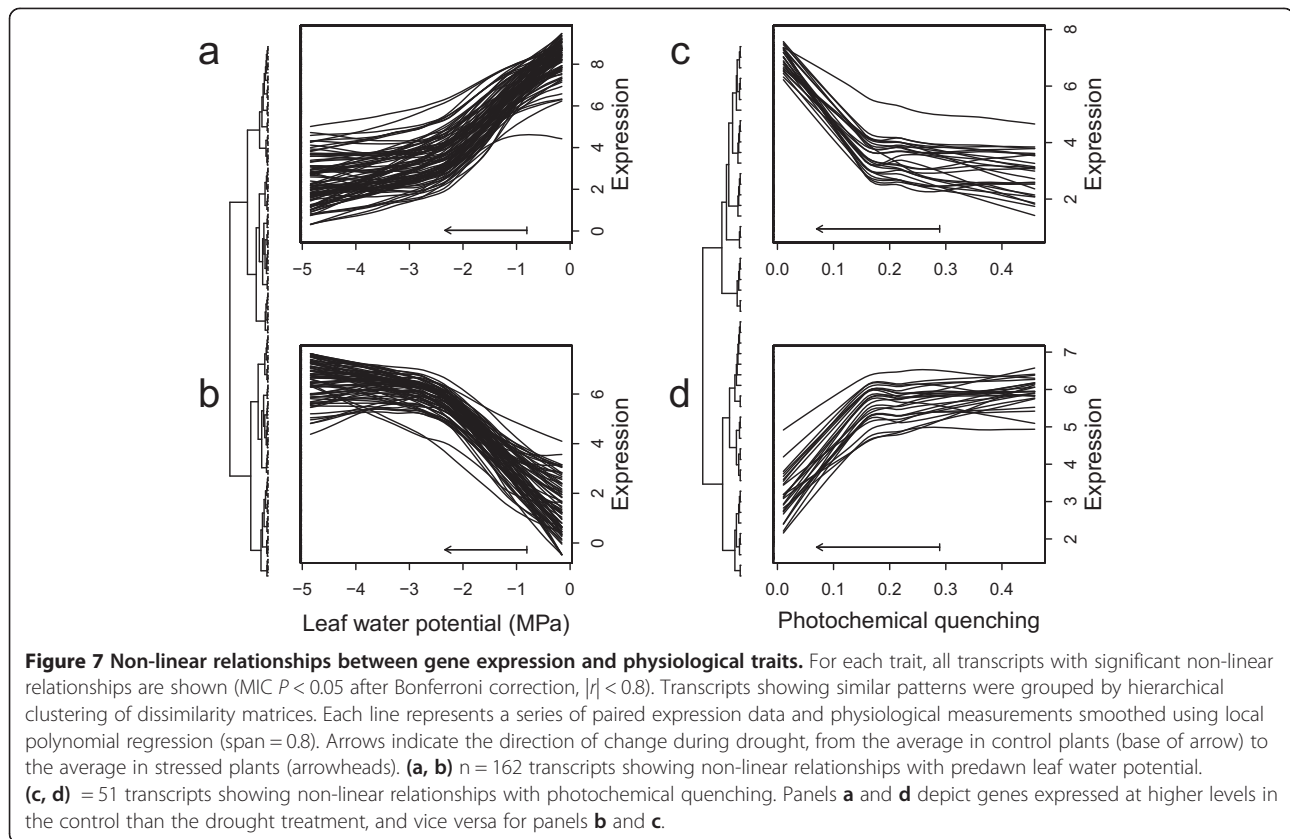 a
8
6
4
2
0
Expression
−5 −4 −3 −2 −1 0
c
8
6
4
2
Expression
0.0 0.1 0.2 0.3 0.4
b
6
4
2
0
Expression
−5 −4 −3 −2 −1 0
Leaf water potential (MPa)
d
7
6
5
4
3
2
Expression
0.0 0.1 0.2 0.3 0.4
Photochemical quenching
Figure 7 Non-linear relationships between gene expression and physiological traits. For each trait, all transcripts with significant non-linear
relationships are shown (MIC P < 0.05 after Bonferroni correction, |r| < 0.8). Transcripts showing similar patterns were grouped by hierarchical
clustering of dissimilarity matrices. Each line represents a series of paired expression data and physiological measurements smoothed using local
polynomial regression (span = 0.8). Arrows indicate the direction of change during drought, from the average in control plants (base of arrow) to
the average in stressed plants (arrowheads). (a, b) n = 162 transcripts showing non-linear relationships with predawn leaf water potential.
(c, d) = 51 transcripts showing non-linear relationships with photochemical quenching. Panels a and d depict genes expressed at higher levels in
the control than the drought treatment, and vice versa for panels b and c.